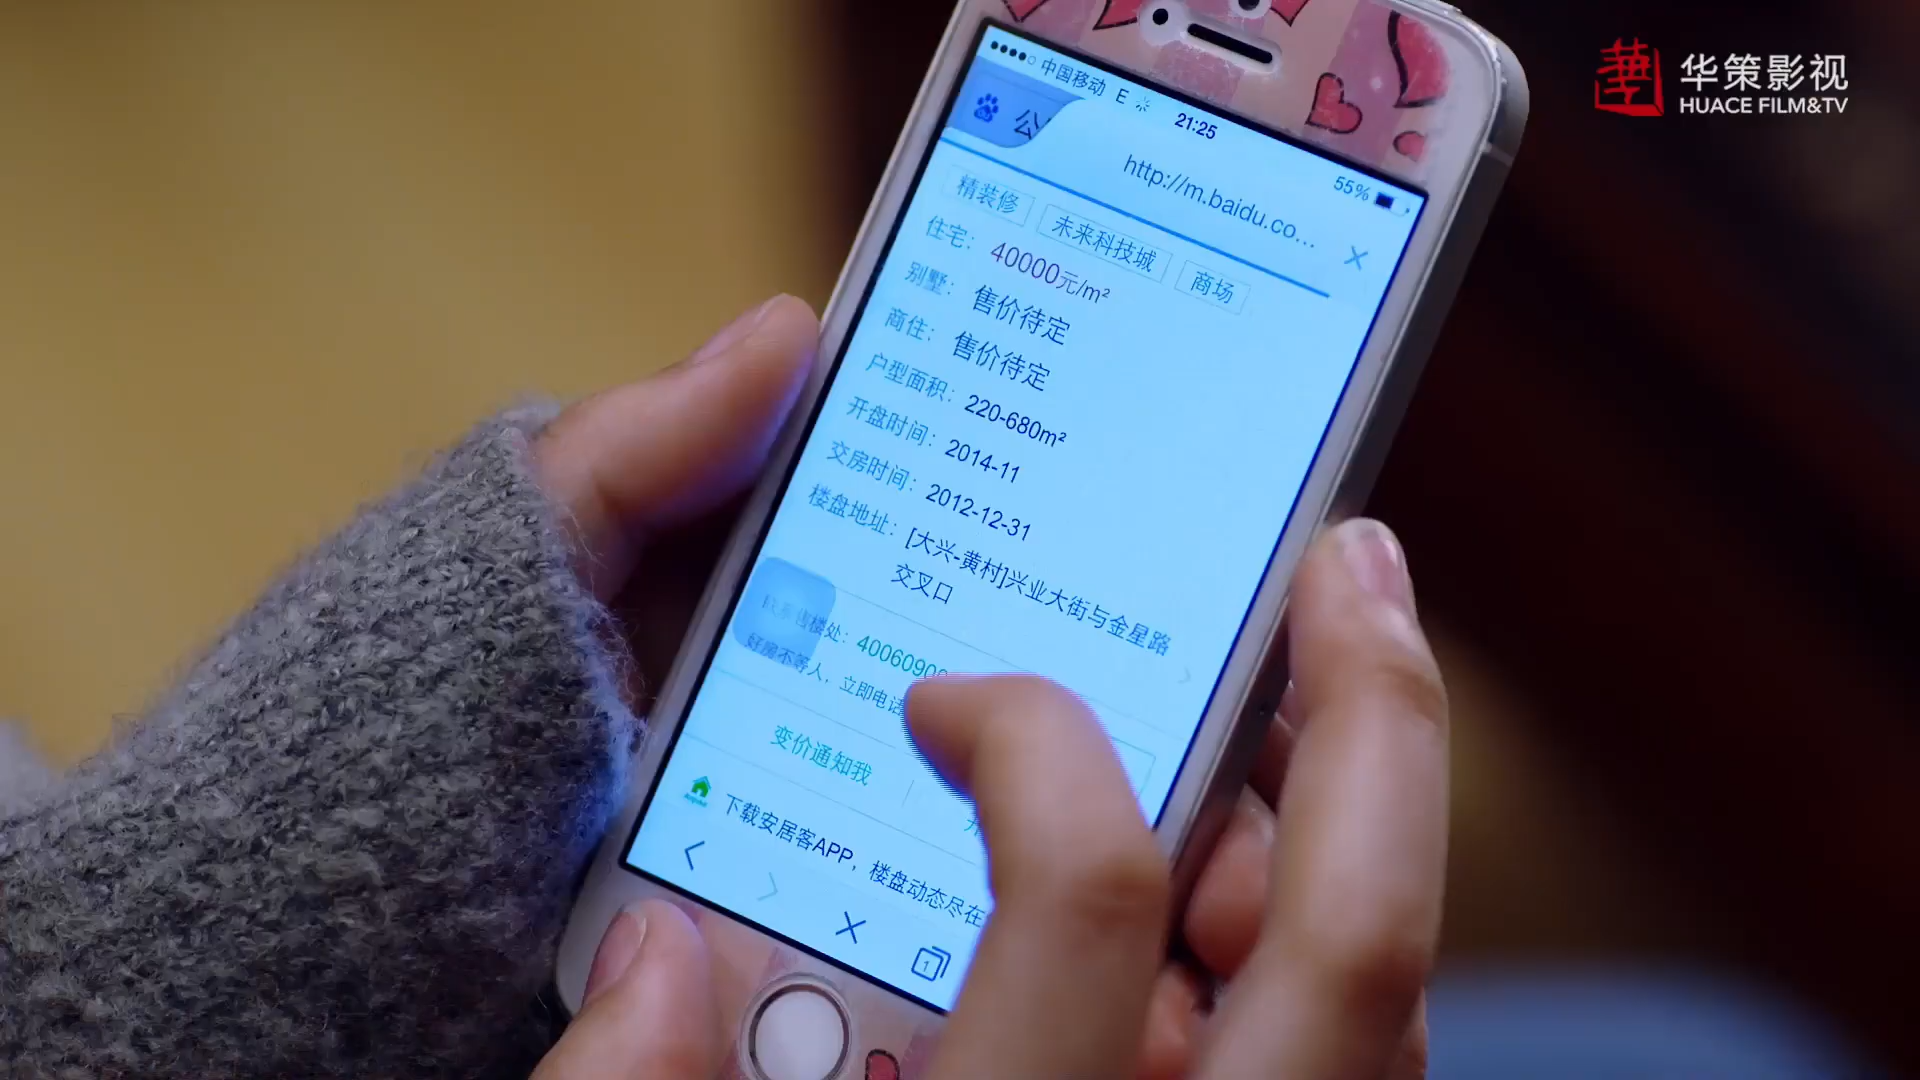 华策影视
HUACE FILM&TV
中国移动 E 21:25 55%
公
http://m.baidu.co...
精装修 未来科技城 商场
住宅: 40000元/m²
别墅: 售价待定
商住: 售价待定
户型面积: 220-680m²
开盘时间: 2014-11
交房时间: 2012-12-31
楼盘地址: [大兴-黄村]兴业大街与金星路
交叉口
售楼处: 4006090
好房不等人，立即电话
变价通知我
下载安居客APP，楼盘动态尽在
1